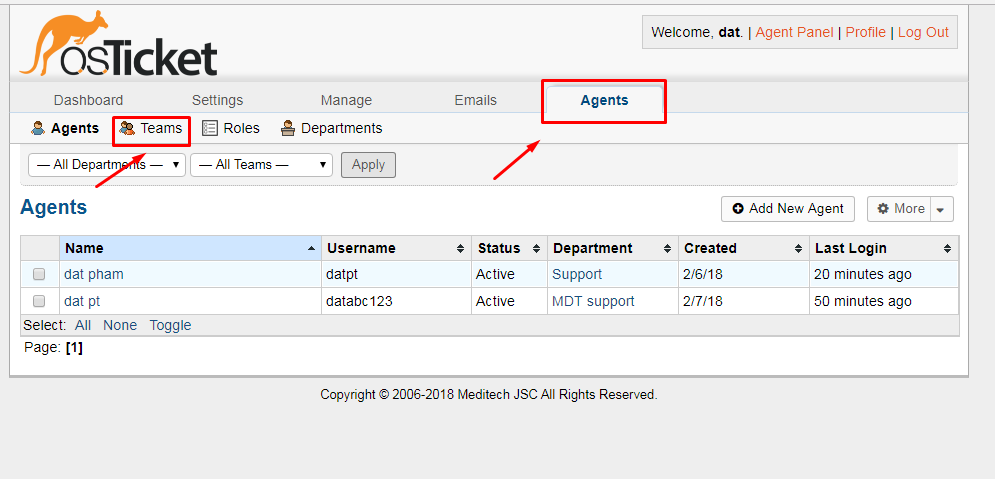 osTicket
Welcome, dat. | Agent Panel | Profile | Log Out
Dashboard Settings Manage Emails Agents
Agents Teams Roles Departments
— All Departments — — All Teams — Apply
Agents
Add New Agent More
Name Username Status Department Created Last Login
dat pham datpt Active Support 2/6/18 20 minutes ago
dat pt databc123 Active MDT support 2/7/18 50 minutes ago
Select: All None Toggle
Page: [1]
Copyright © 2006-2018 Meditech JSC All Rights Reserved.